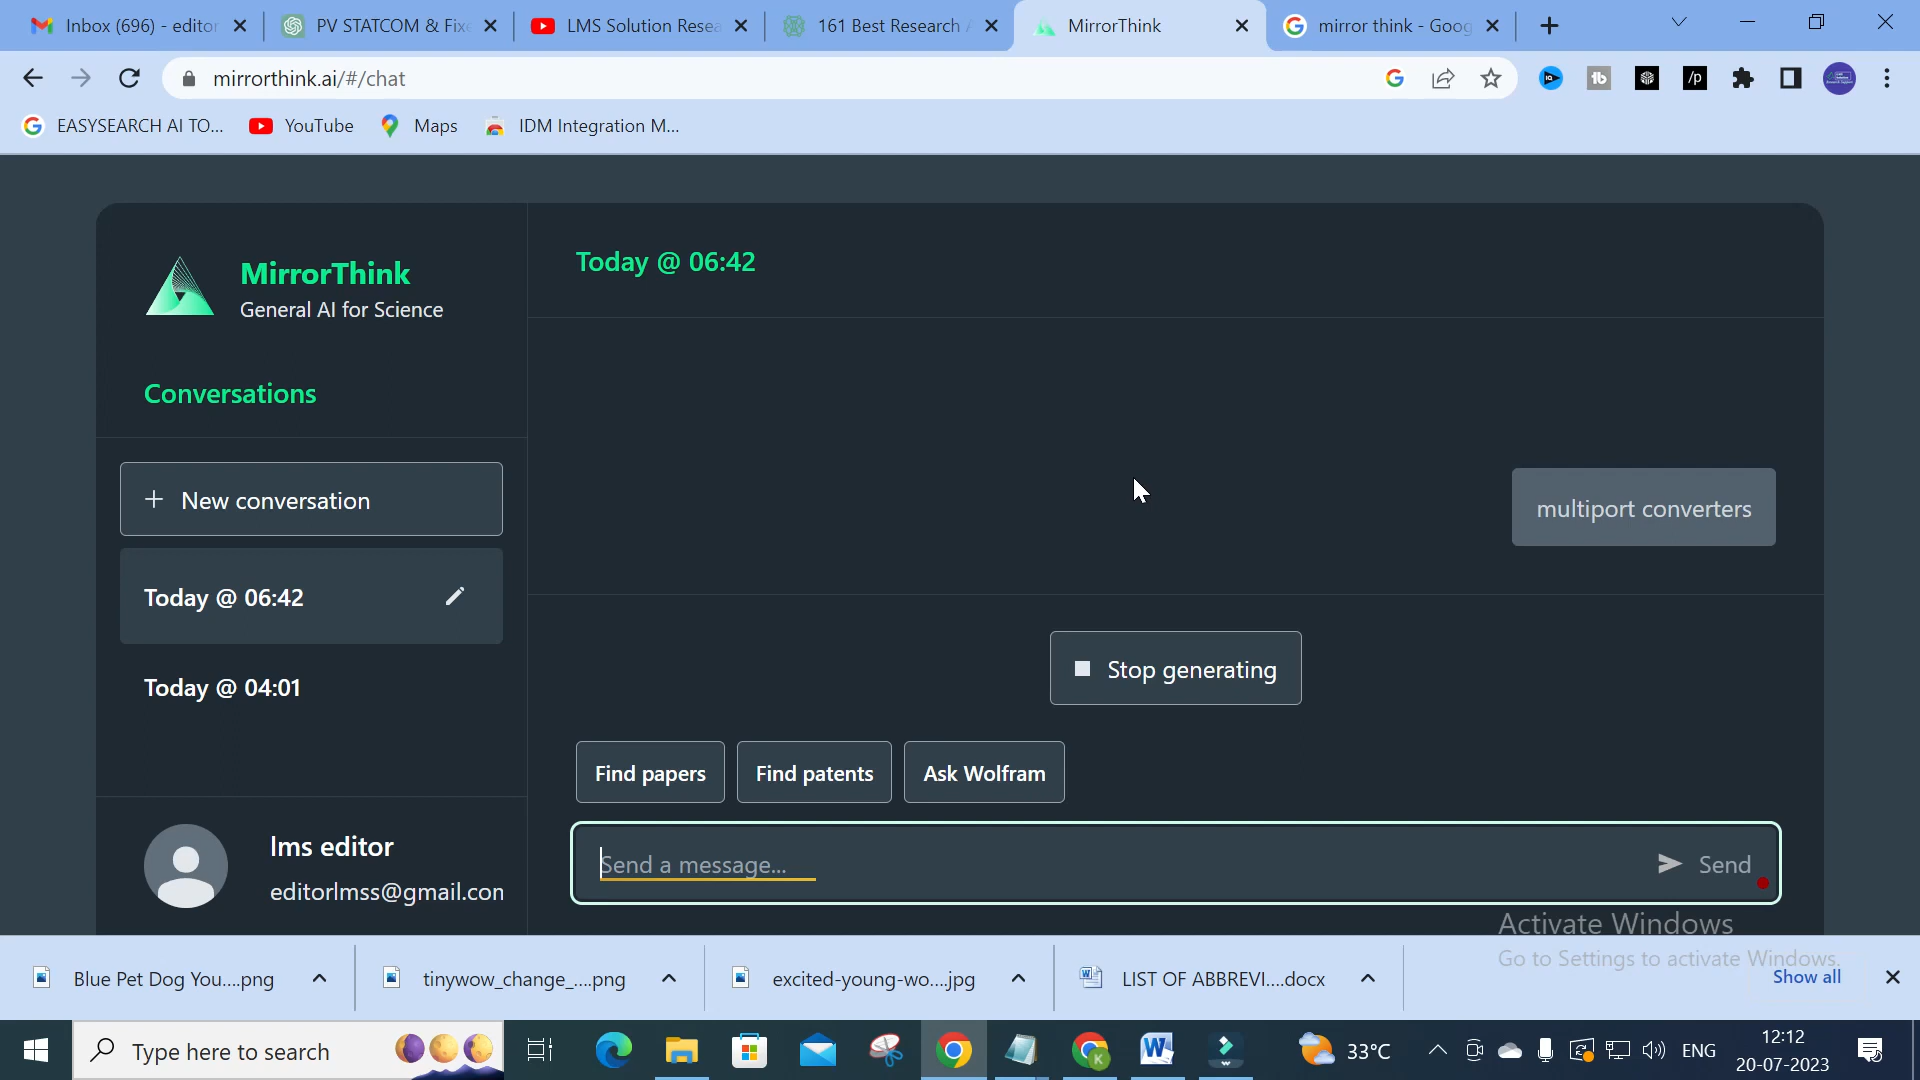 Inbox (696) - editor
PV STATCOM & Fixe
LMS Solution Resea
161 Best Research A
MirrorThink
mirror think - Goog
mirrorthink.ai/#/chat
EASYSEARCH AI TO...
YouTube
Maps
IDM Integration M...
MirrorThink
General AI for Science
Today @ 06:42
Conversations
New conversation
multiport converters
Today @ 06:42
Stop generating
Today @ 04:01
Find papers
Find patents
Ask Wolfram
lms editor
Send a message...
Send
editorlmss@gmail.com
Activate Windows
Go to Settings to activate Windows.
Blue Pet Dog You....png
tinywow_change_....png
excited-young-wo....jpg
LIST OF ABBREVI....docx
Show all
Type here to search
33°C
ENG
12:12
20-07-2023